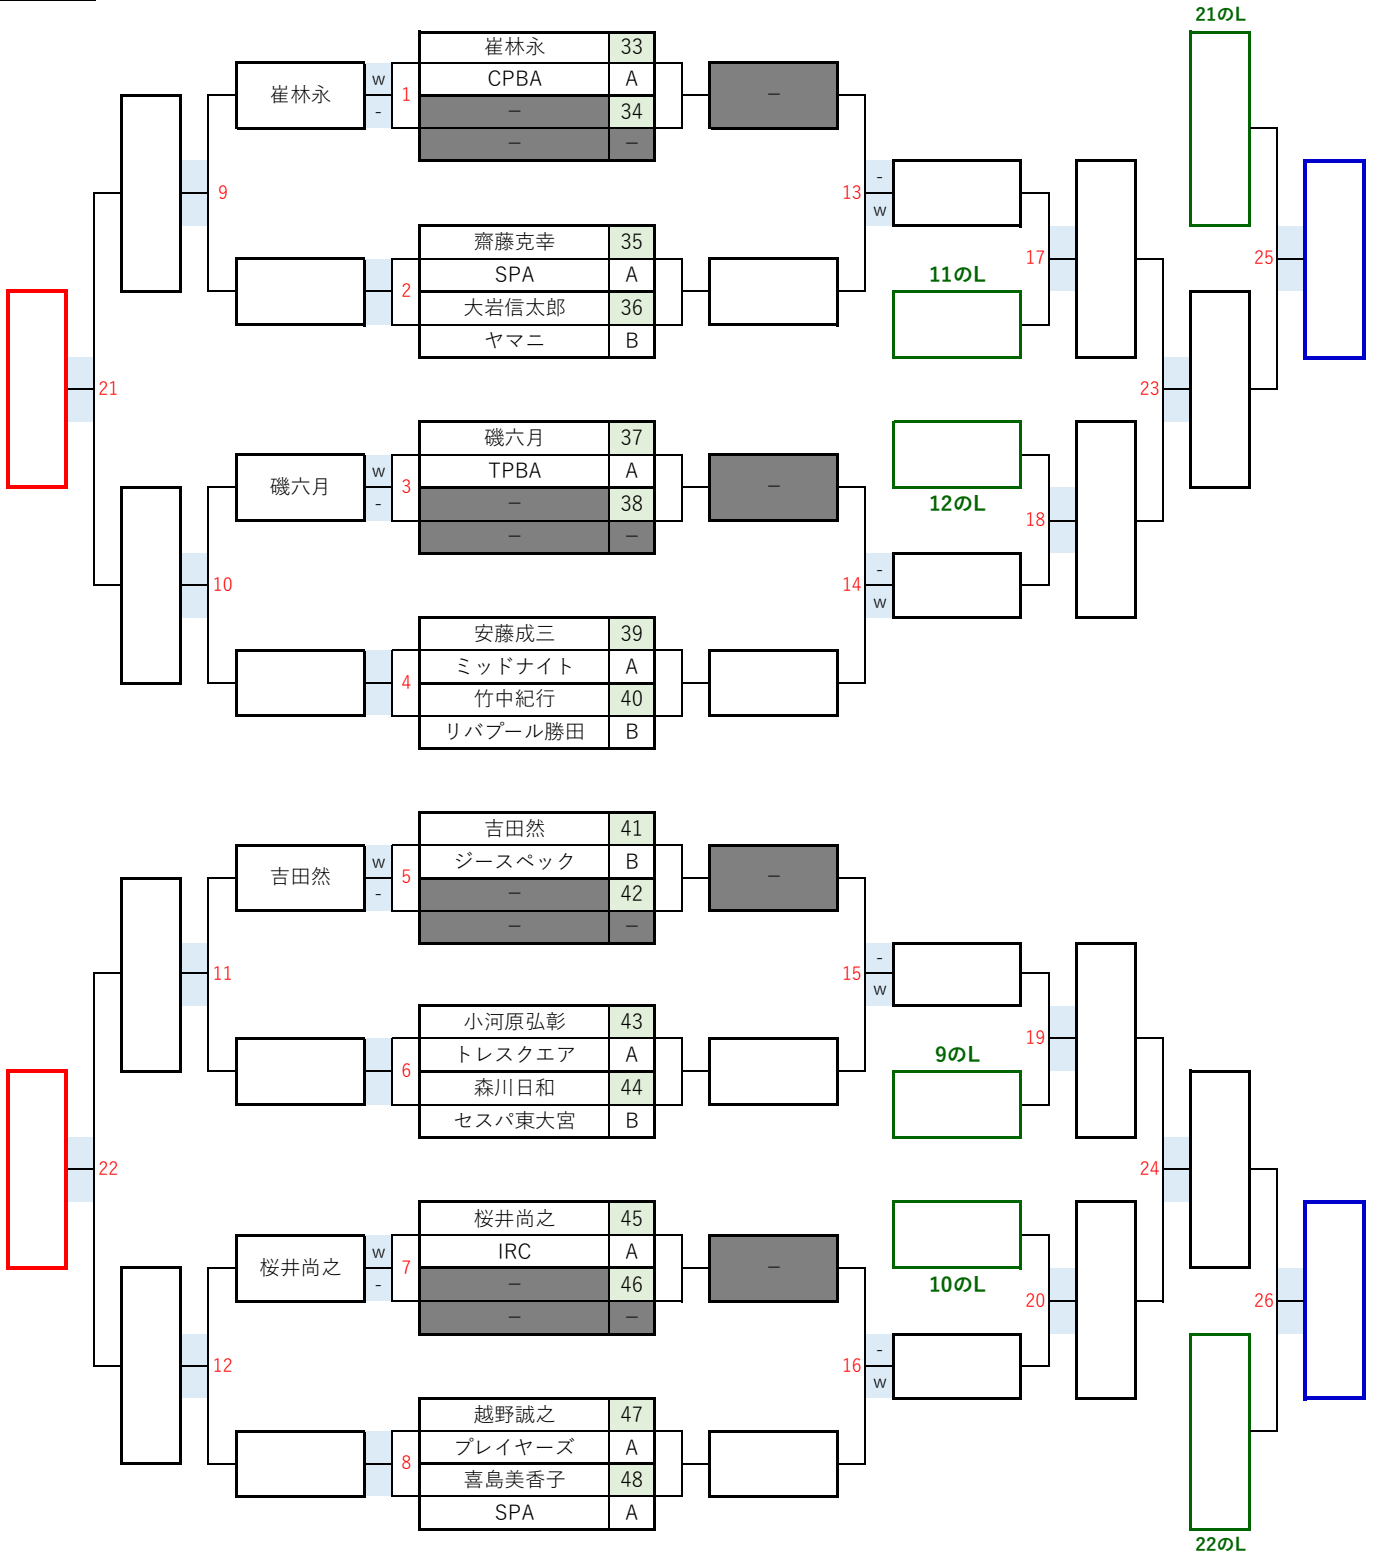 21のL
崔林永 33
崔林永 w - 1 CPBA A －
－ 34
－ －
9 13 - w
齋藤克幸 35
2 SPA A
大岩信太郎 36
ヤマニ B
11のL
17 25
21 23
磯六月 37
磯六月 w - 3 TPBA A －
－ 38
－ －
12のL
18
10 14 - w
安藤成三 39
4 ミッドナイト A
竹中紀行 40
リバプール勝田 B
吉田然 41
吉田然 w - 5 ジースペック B －
－ 42
－ －
11 15 - w
小河原弘彰 43
6 トレスクエア A
森川日和 44
セスパ東大宮 B
19
9のL
22 24
桜井尚之 45
桜井尚之 w - 7 IRC A －
－ 46
－ －
10のL
20 26
12 16 - w
越野誠之 47
8 プレイヤーズ A
喜島美香子 48
SPA A
22のL